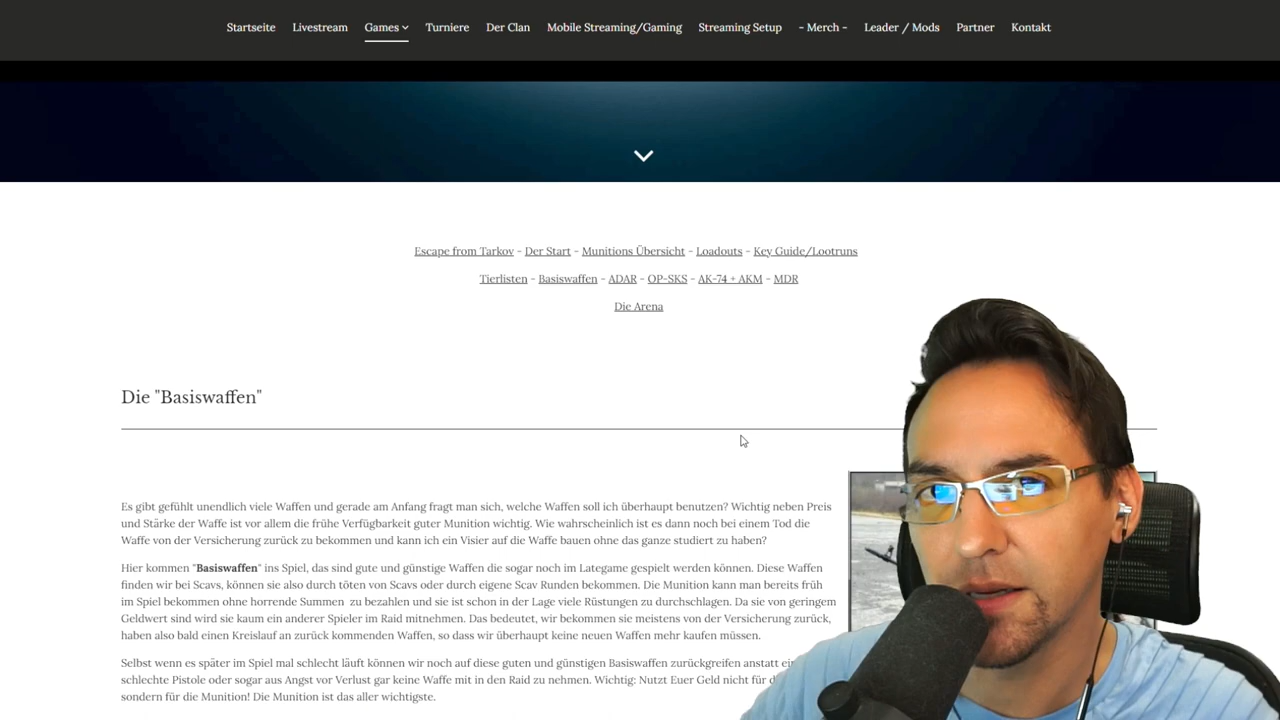 Startseite Livestream Games Turniere Der Clan Mobile Streaming/Gaming Streaming Setup - Merch - Leader / Mods Partner Kontakt
Escape from Tarkov - Der Start - Munitions Übersicht - Loadouts - Key Guide/Lootruns
Tierlisten - Basiswaffen - ADAR - OP-SKS - AK-74 + AKM - MDR
Die Arena
Die "Basiswaffen"
Es gibt gefühlt unendlich viele Waffen und gerade am Anfang fragt man sich, welche Waffen soll ich überhaupt benutzen? Wichtig neben Preis
und Stärke der Waffe ist vor allem die frühe Verfügbarkeit guter Munition wichtig. Wie wahrscheinlich ist es dann noch bei einem Tod die
Waffe von der Versicherung zurück zu bekommen und kann ich ein Visier auf die Waffe bauen ohne das ganze studiert zu haben?
Hier kommen "Basiswaffen" ins Spiel, das sind gute und günstige Waffen die sogar noch im Lategame gespielt werden können. Diese Waffen
finden wir bei Scavs, können sie also durch töten von Scavs oder durch eigene Scav Runden bekommen. Die Munition kann man bereits früh
im Spiel bekommen ohne horrende Summen zu bezahlen und sie ist schon in der Lage viele Rüstungen zu durchschlagen. Da sie von geringem
Geldwert sind wird sie kaum ein anderer Spieler im Raid mitnehmen. Das bedeutet, wir bekommen sie meistens von der Versicherung zurück,
haben also bald einen Kreislauf an zurück kommenden Waffen, so dass wir überhaupt keine neuen Waffen mehr kaufen müssen.
Selbst wenn es später im Spiel mal schlecht läuft können wir noch auf diese guten und günstigen Basiswaffen zurückgreifen anstatt
schlechte Pistole oder sogar aus Angst vor Verlust gar keine Waffe mit in den Raid zu nehmen. Wichtig: Nutzt Euer Geld nicht für
sondern für die Munition! Die Munition ist das aller wichtigste.